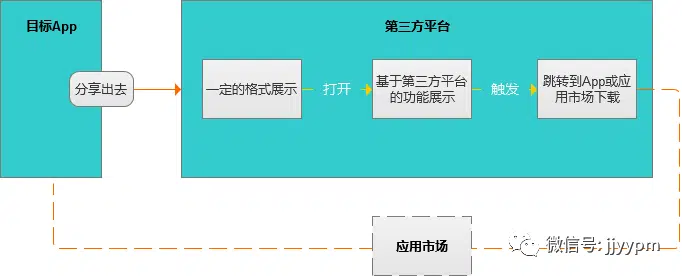 目标App
第三方平台
分享出去
一定的格式展示
打开
基于第三方平台
的功能展示
触发
跳转到App或应
用市场下载
应用市场
微信号: jjyypm